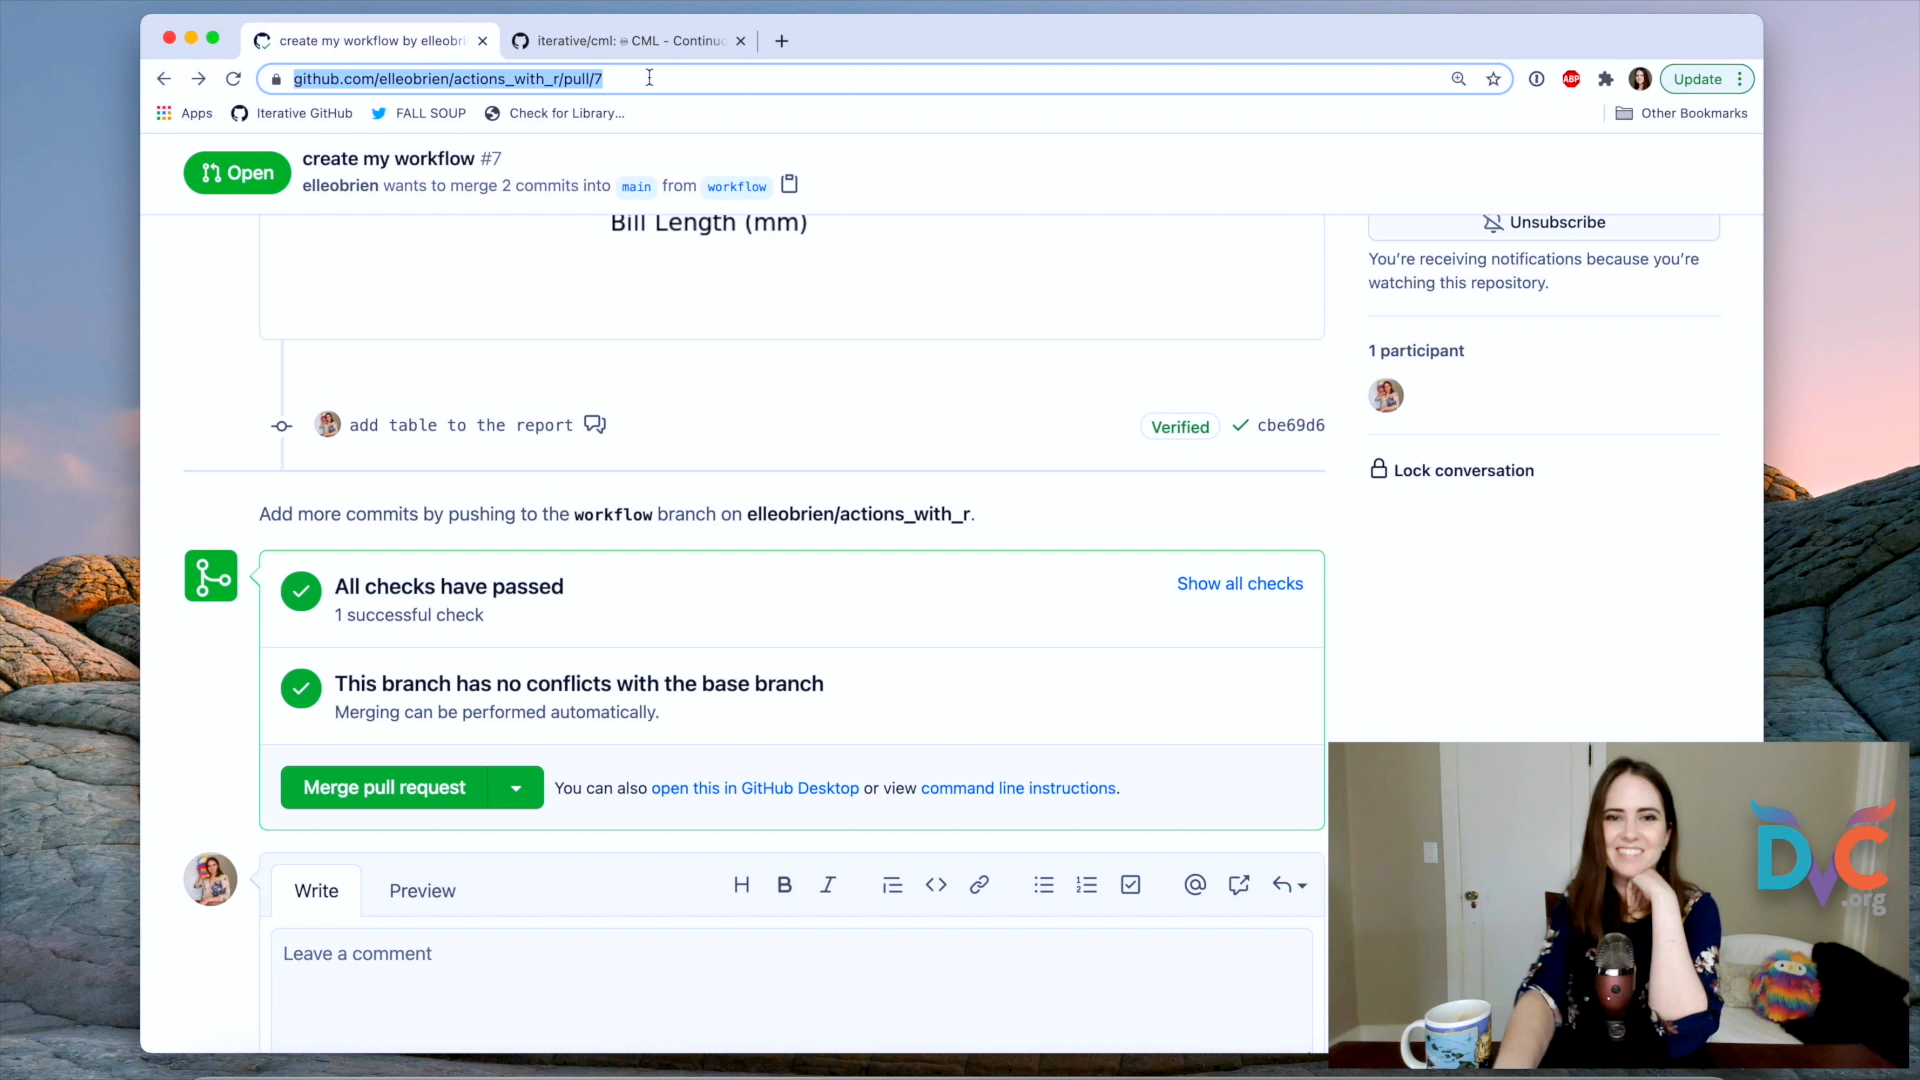 create my workflow by elleobri
iterative/cml: ♾ CML - Continuo
github.com/elleobrien/actions_with_r/pull/7
ABP
Update
Apps
Iterative GitHub
FALL SOUP
Check for Library...
Other Bookmarks
Open
create my workflow #7
elleobrien wants to merge 2 commits into main from workflow
Bill Length (mm)
Unsubscribe
You're receiving notifications because you're
watching this repository.
1 participant
add table to the report
Verified
cbe69d6
Lock conversation
Add more commits by pushing to the workflow branch on elleobrien/actions_with_r.
All checks have passed
1 successful check
Show all checks
This branch has no conflicts with the base branch
Merging can be performed automatically.
Merge pull request
You can also open this in GitHub Desktop or view command line instructions.
Write
Preview
H B I
Leave a comment
DVC
.org